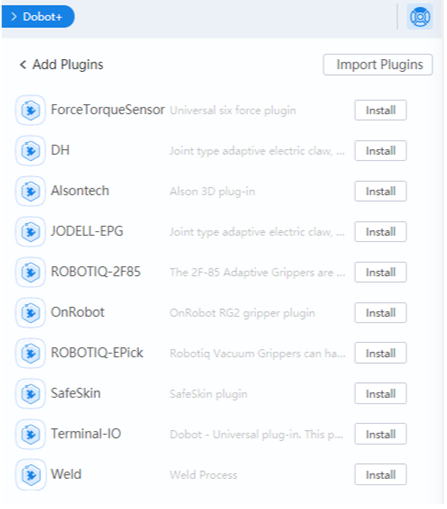 Dobot+
Add Plugins
Import Plugins
ForceTorqueSensor Universal six force plugin Install
DH Joint type adaptive electric claw, ... Install
Alsontech Alson 3D plug-in Install
JODELL-EPG Joint type adaptive electric claw, ... Install
ROBOTIQ-2F85 The 2F-85 Adaptive Grippers are ... Install
OnRobot OnRobot RG2 gripper plugin Install
ROBOTIQ-EPick Robotiq Vacuum Grippers can ha... Install
SafeSkin SafeSkin plugin Install
Terminal-IO Dobot - Universal plug-in. This p... Install
Weld Weld Process Install